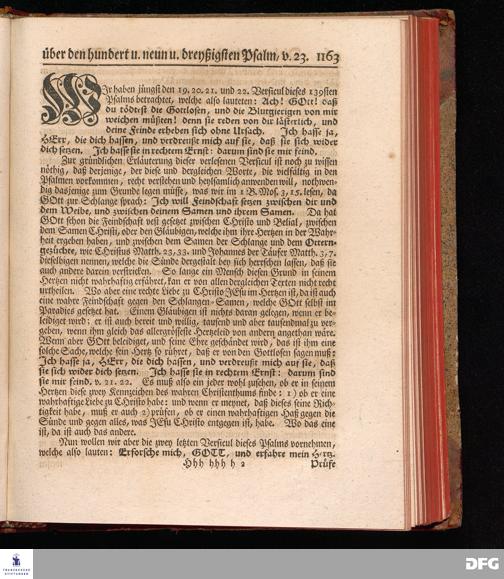 über den hundert u. neun u. dreyßigsten Psalm/ v. 23. 1163
WIr haben jüngst den 19. 20. 21. und 22. Versicul dieses 139sten
Psalms betrachtet, welche also lauteten: Ach! GOtt! daß
du tödtest die Gottlosen, und die Blutgierigen von mir
weichen müsten! denn sie reden von dir lästerlich, und
deine Feinde erheben sich ohne Ursach. Ich hasse ja,
HErr, die dich hassen, und verdreust mich auf sie, daß sie sich wider
dich setzen. Ich hasse sie in rechtem Ernst: darum sind sie mir feind.
Zur gründlichen Erläuterung dieser verlesenen Versicul ist noch zu wissen
nöthig, daß derjenige, der diese und dergleichen Worte, die vielfältig in den
Psalmen vorkommen, recht verstehen und heylsamlich anwenden will, nothwen-
dig dasjenige zum Grunde legen müsse, was wir im 1 B. Mos. 3, 15. lesen, da
GOtt zur Schlange sprach: Ich will Feindschaft setzen zwischen dir und
dem Weibe, und zwischen deinem Samen und ihrem Samen. Da hat
GOtt schon die Feindschaft vest gesetzet zwischen CHristo und Belial, zwischen
dem Samen CHristi, oder den Gläubigen, welche ihm ihre Hertzen in der Wahr-
heit ergeben haben, und zwischen dem Samen der Schlange und dem Ottern-
gezüchte, wie CHristus Matth. 23, 33. und Johannes der Täufer Matth. 3, 7.
dieselbigen nennen, welche die Sünde dergestalt bey sich herrschen lassen, daß sie
auch andere darein verstricken. So lange ein Mensch diesen Grund in seinem
Hertzen nicht wahrhaftig erfähret, kan er von allen dergleichen Texten nicht recht
urtheilen. Wo aber eine rechte Liebe zu CHristo JEsu im Hertzen ist, da ist auch
eine wahre Feindschaft gegen den Schlangen-Samen, welche GOtt selbst im
Paradies gesetzet hat. Einem Gläubigen ist nichts daran gelegen, wenn er be-
leidiget wird: er ist auch bereit und willig, tausend und aber tausendmal zu ver-
geben, wenn ihm gleich das allergrösseste Hertzeleid von andern angethan wäre.
Wenn aber GOtt beleidiget, und seine Ehre geschändet wird, das ist ihm eine
solche Sache, welche sein Hertz so rühret, daß er von den Gottlosen sagen muß:
Ich hasse ja, HErr, die dich hassen, und verdreußt mich auf sie, daß
sie sich wider dich setzen. Ich hasse sie in rechtem Ernst: darum sind
sie mir feind. v. 21. 22. Es muß also ein jeder wohl zusehen, ob er in seinem
Hertzen diese zwey Kennzeichen des wahren Christenthums finde: 1) ob er eine
wahrhaftige Liebe zu CHristo habe: und wenn er meynet, daß dieses seine Rich-
tigkeit habe, muß er auch 2) prüfen, ob er einen wahrhaftigen Haß gegen die
Sünde und gegen alles, was JEsu CHristo entgegen ist, habe. Wo das eine
ist, da ist auch das andere.
Nun wollen wir aber die zwey letzten Versicul dieses Psalms vornehmen,
welche also lauten: Erforsche mich, GOTT, und erfahre mein Hertz.
Hhh hhh h 2 Prüfe
FRANCKESCHE
STIFTUNGEN
DFG